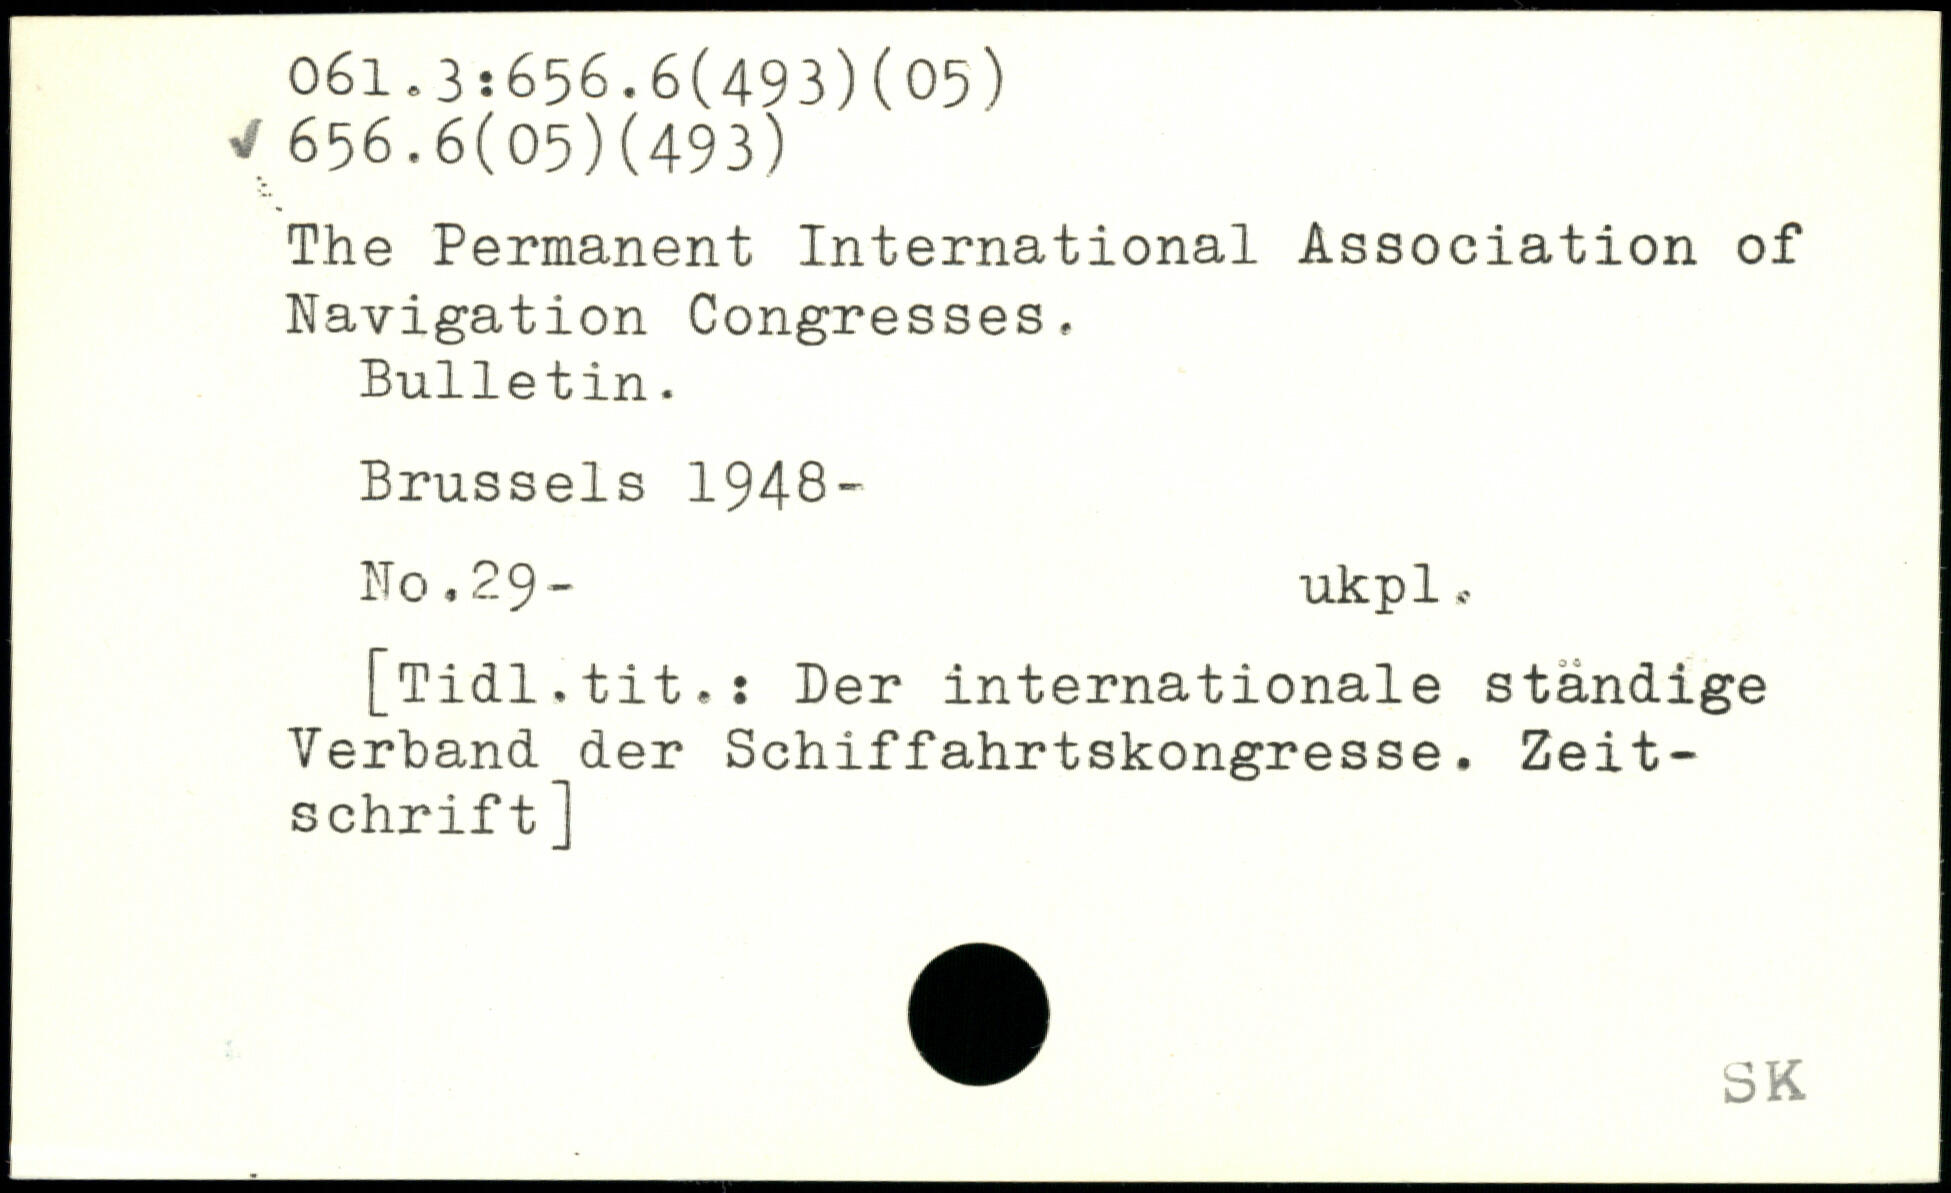 061.3:656.6(493)(05)
✓ 656.6(05)(493)
The Permanent International Association of
Navigation Congresses.
Bulletin.
Brussels 1948-
No.29- ukpl.
[Tidl.tit.: Der internationale ständige
Verband der Schiffahrtskongresse. Zeit-
schrift]
SK